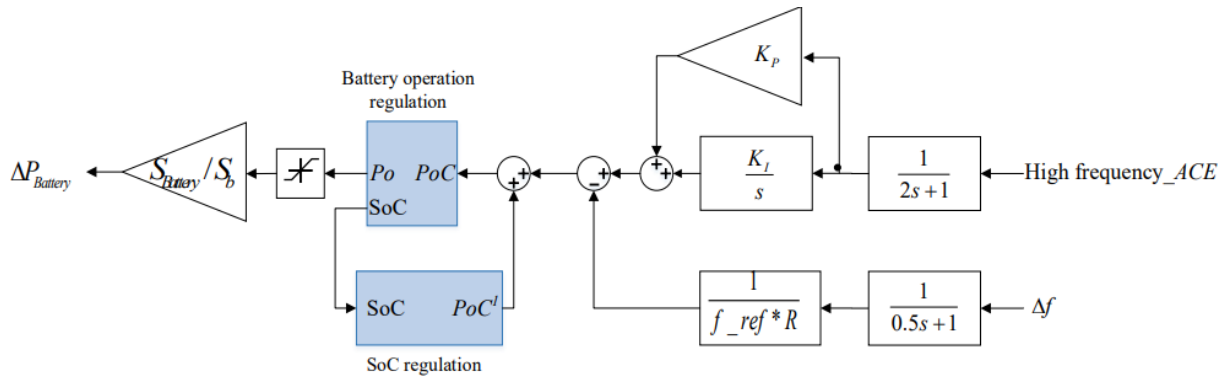 K_P
Battery operation
regulation
ΔP_Battery
S_Battery / S_b
Po
PoC
SoC
K_I
s
1
2s+1
High frequency_ACE
SoC
PoC^I
SoC regulation
1
f_ref*R
1
0.5s+1
Δf